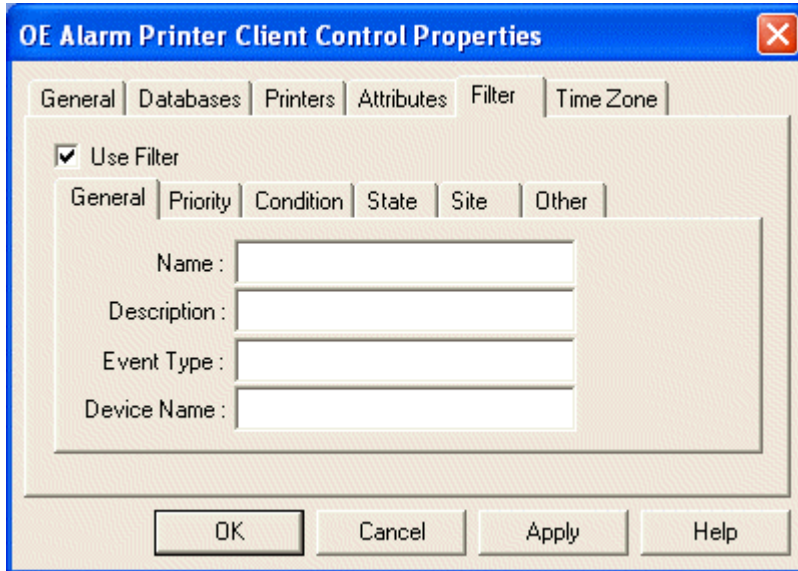 OE Alarm Printer Client Control Properties
General Databases Printers Attributes Filter Time Zone
Use Filter
General Priority Condition State Site Other
Name :
Description :
Event Type :
Device Name :
OK Cancel Apply Help